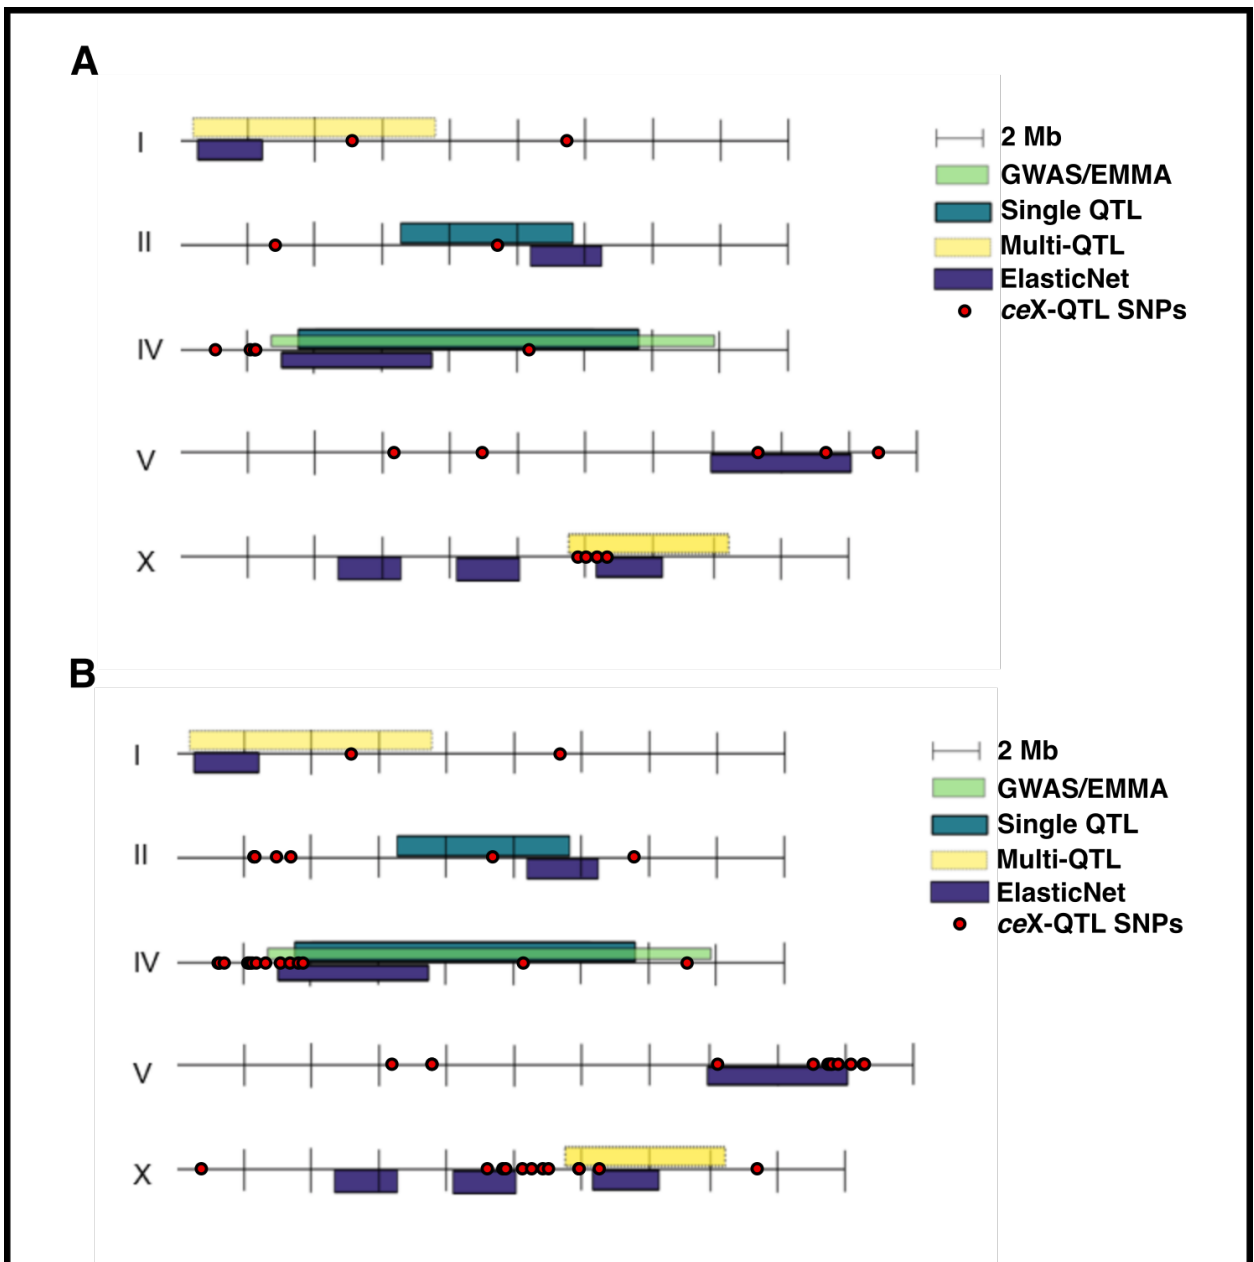 A
I
II
IV
V
X
2 Mb
GWAS/EMMA
Single QTL
Multi-QTL
ElasticNet
ceX-QTL SNPs
B
I
II
IV
V
X
2 Mb
GWAS/EMMA
Single QTL
Multi-QTL
ElasticNet
ceX-QTL SNPs